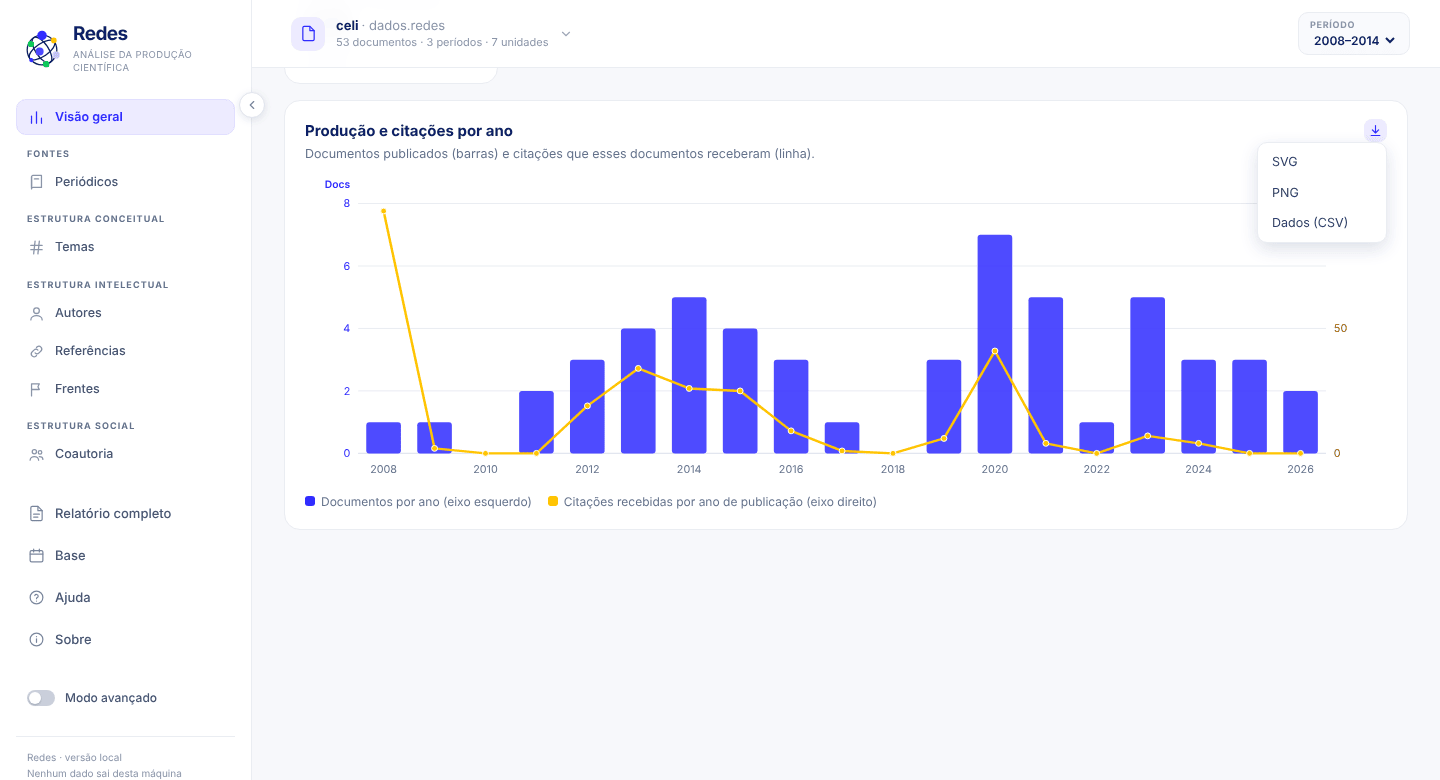 Redes
ANÁLISE DA PRODUÇÃO
CIENTÍFICA
celi · dados.redes
53 documentos · 3 períodos · 7 unidades
PERÍODO
2008–2014
Visão geral
FONTES
Periódicos
ESTRUTURA CONCEITUAL
Temas
ESTRUTURA INTELECTUAL
Autores
Referências
Frentes
ESTRUTURA SOCIAL
Coautoria
Relatório completo
Base
Ajuda
Sobre
Modo avançado
Redes · versão local
Nenhum dado sai desta máquina
Produção e citações por ano
Documentos publicados (barras) e citações que esses documentos receberam (linha).
SVG
PNG
Dados (CSV)
Docs
8
6
4 50
2
0 0
2008 2010 2012 2014 2016 2018 2020 2022 2024 2026
Documentos por ano (eixo esquerdo) Citações recebidas por ano de publicação (eixo direito)